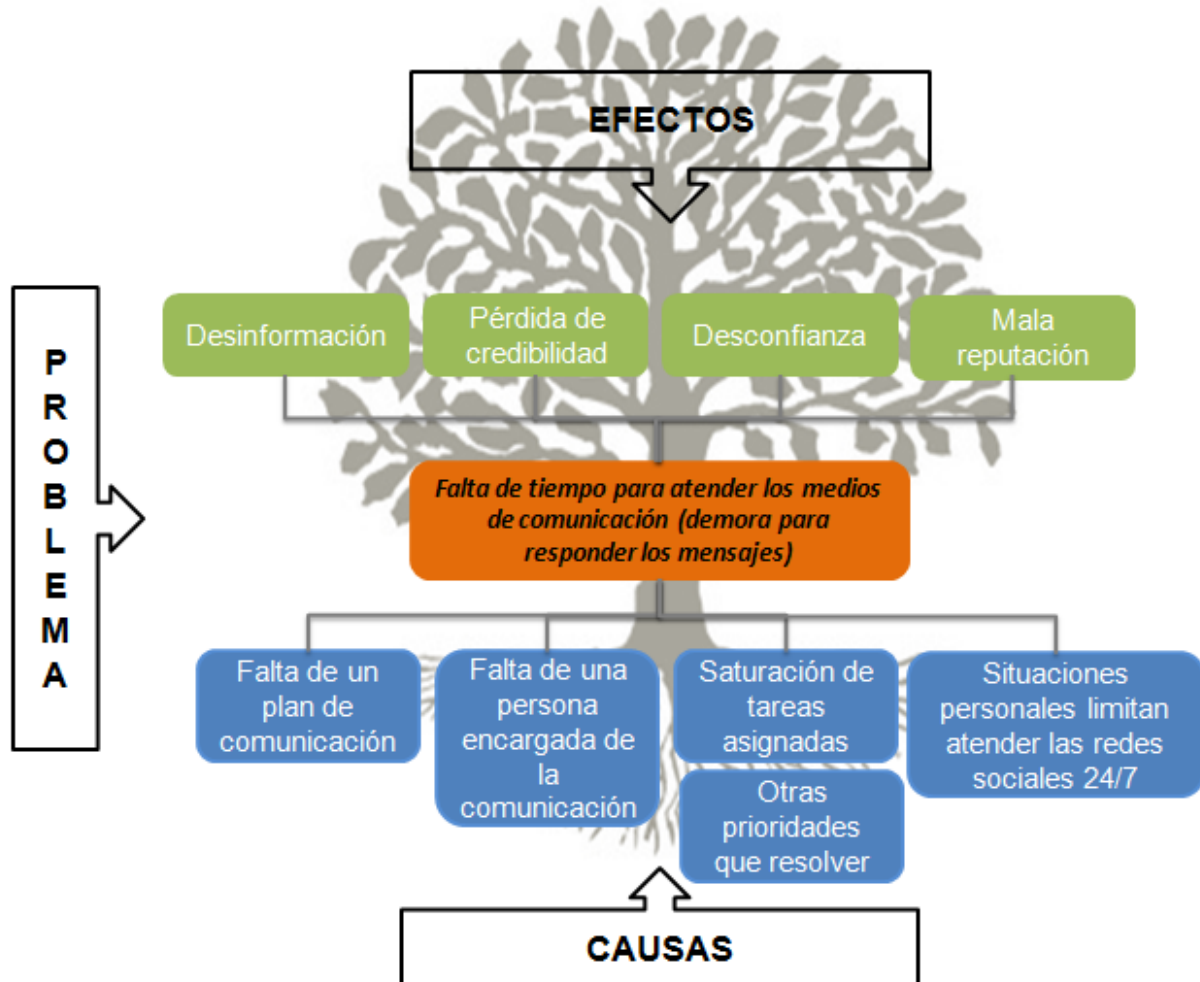 EFECTOS
Desinformación
Pérdida de
credibilidad
Desconfianza
Mala
reputación
P
R
O
B
L
E
M
A
Falta de tiempo para atender los medios
de comunicación (demora para
responder los mensajes)
Falta de un
plan de
comunicación
Falta de una
persona
encargada de
la
comunicación
Saturación de
tareas
asignadas
Otras
prioridades
que resolver
Situaciones
personales limitan
atender las redes
sociales 24/7
CAUSAS